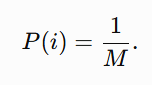 P(i) = 1/M.